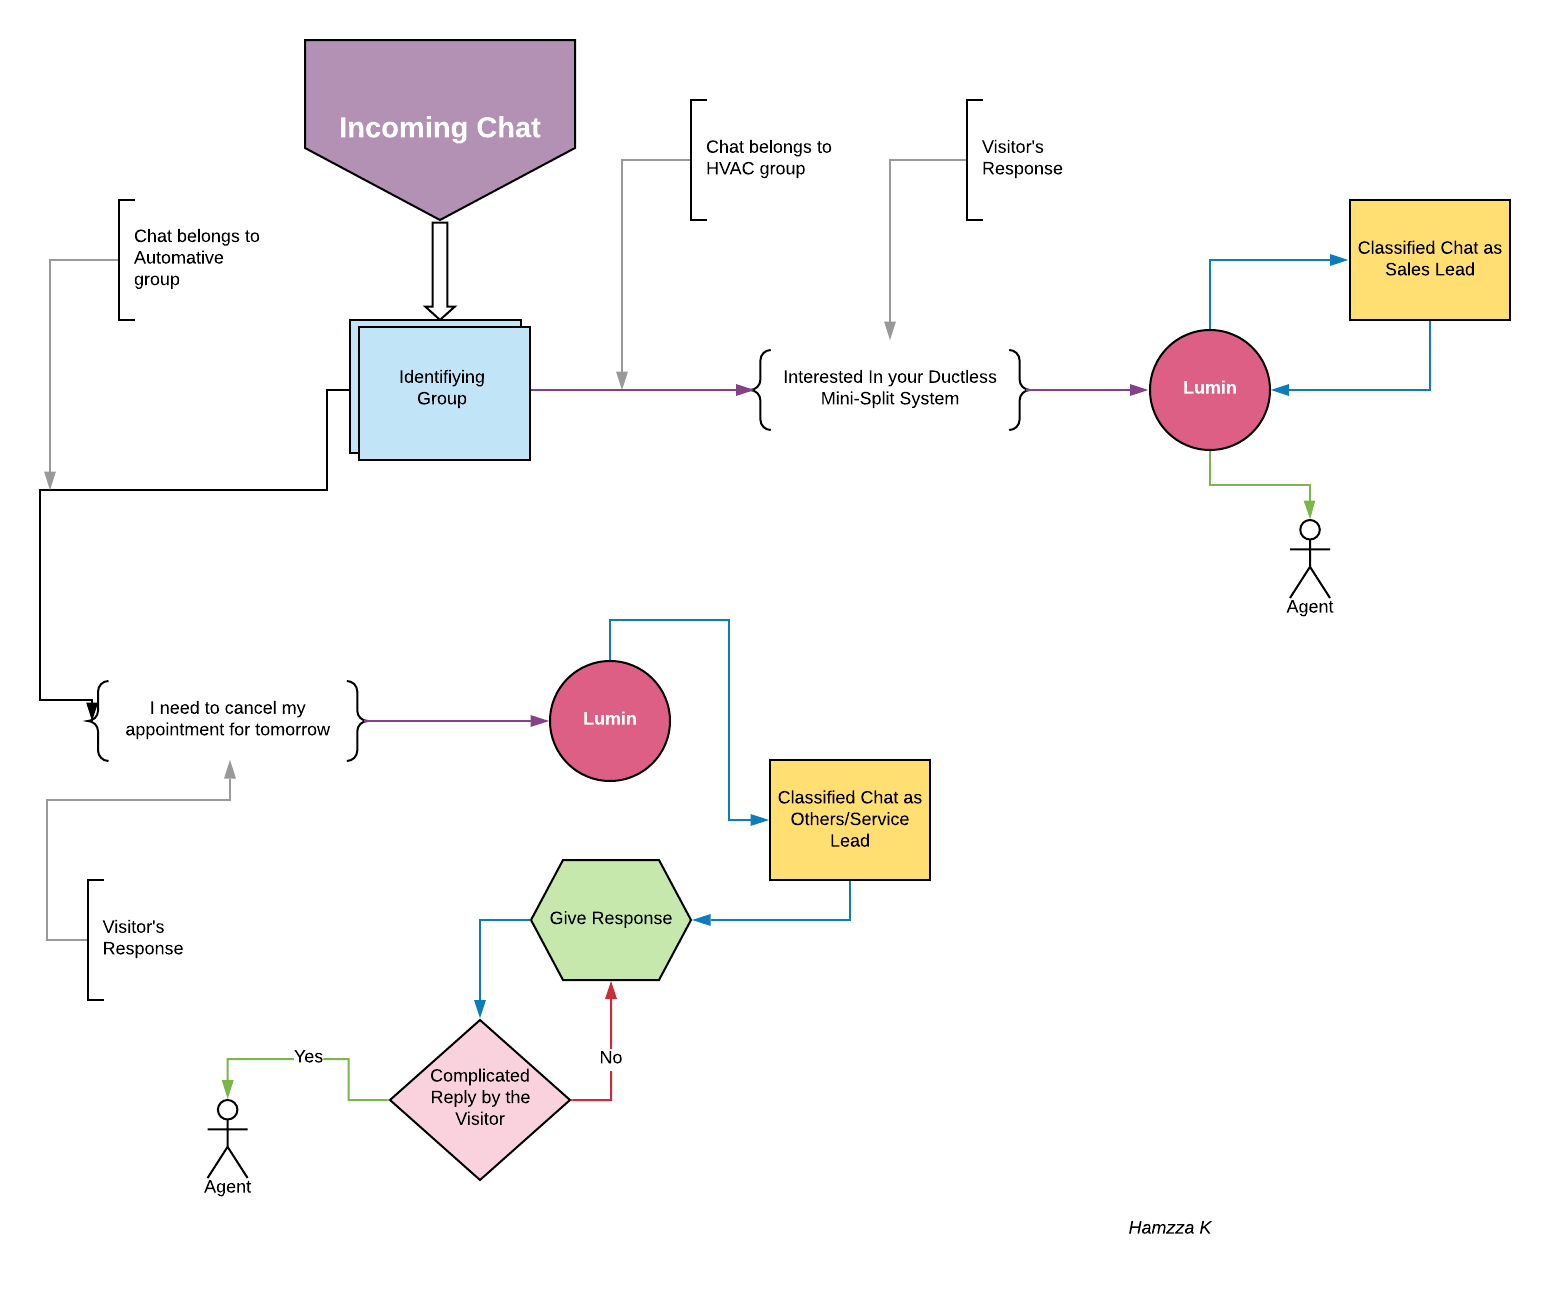 Incoming Chat
Chat belongs to
HVAC group
Visitor's
Response
Chat belongs to
Automative
group
Classified Chat as
Sales Lead
Identifiying
Group
Interested In your Ductless
Mini-Split System
Lumin
Agent
I need to cancel my
appointment for tomorrow
Lumin
Classified Chat as
Others/Service
Lead
Give Response
Visitor's
Response
Yes
No
Complicated
Reply by the
Visitor
Agent
Hamzza K